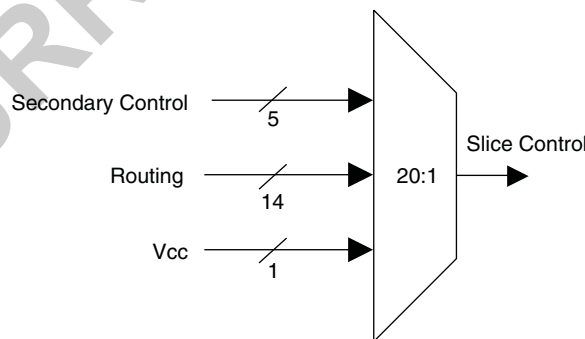 Secondary Control
5
Slice Control
Routing
14
20:1
Vcc
1